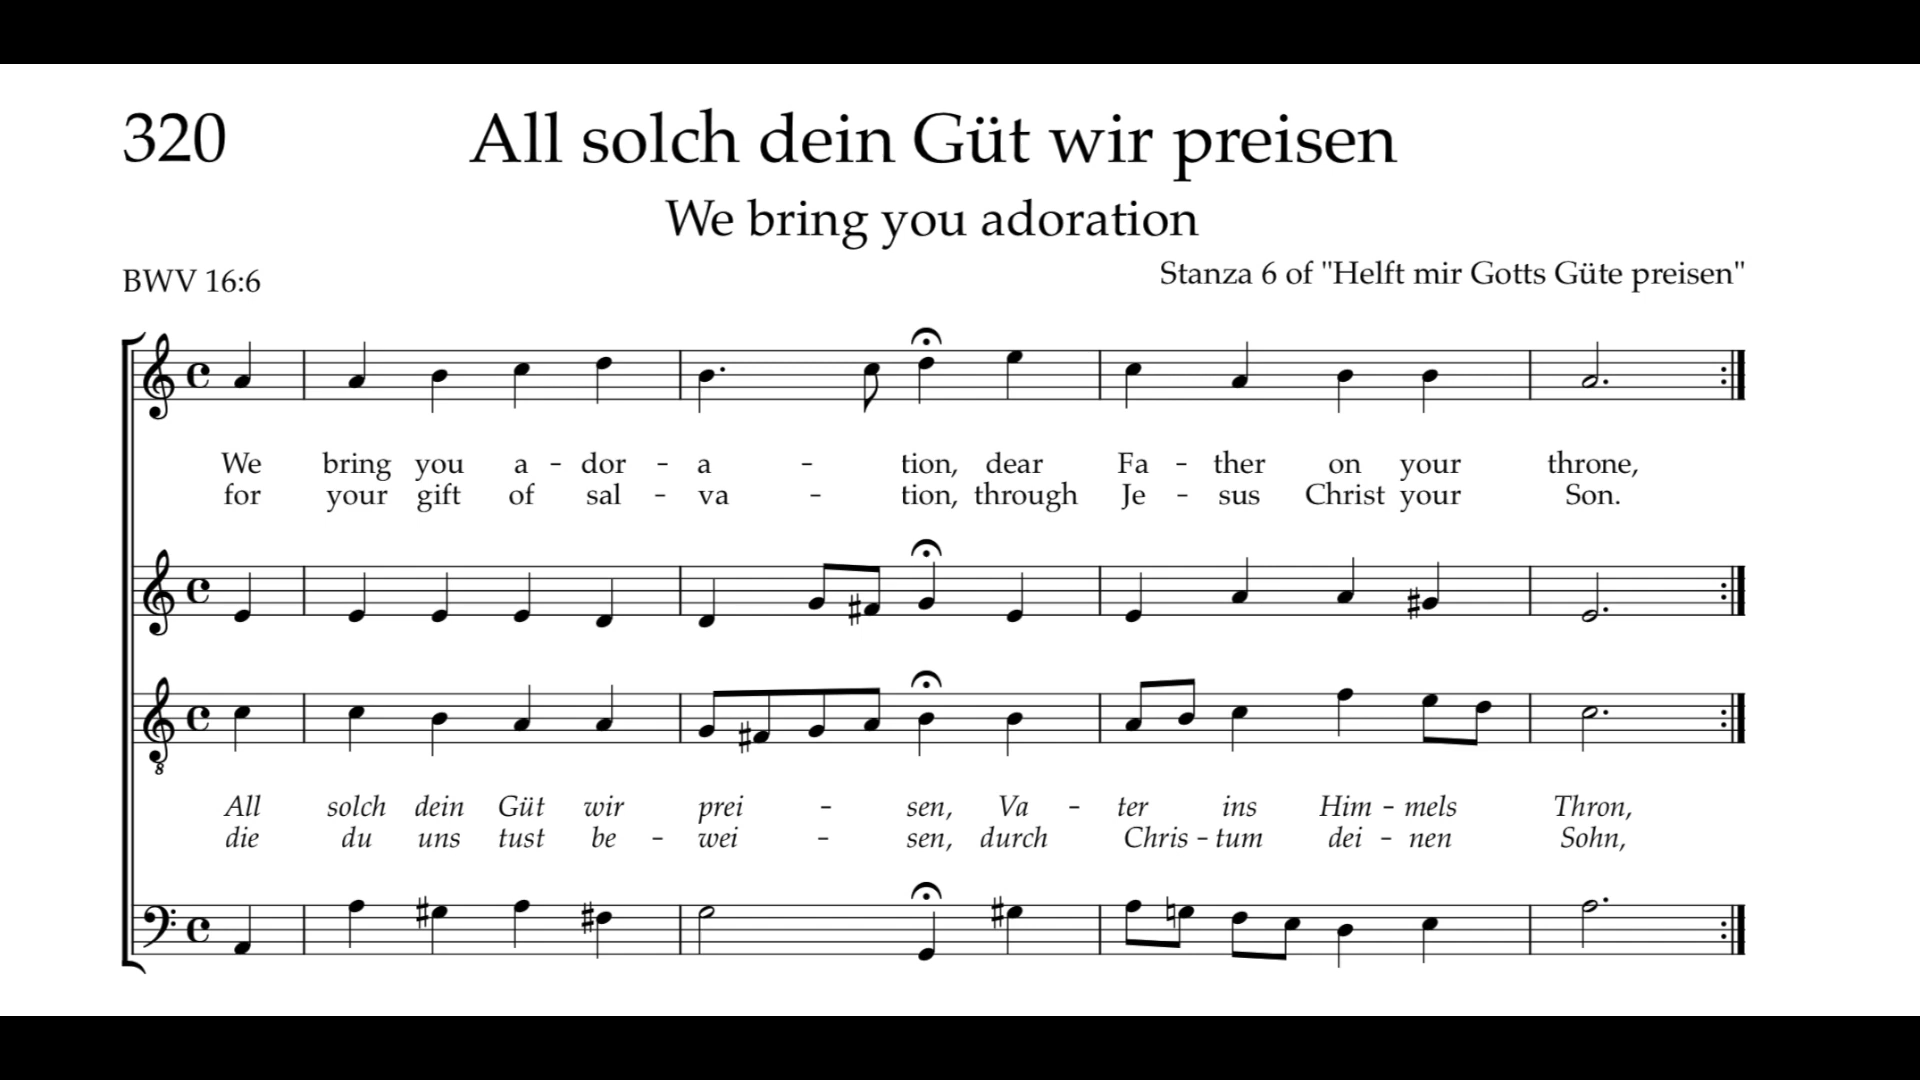 320
All solch dein Güt wir preisen
We bring you adoration
BWV 16:6
Stanza 6 of "Helft mir Gotts Güte preisen"
We bring you a - dor - a - tion, dear Fa - ther on your throne,
for your gift of sal - va - tion, through Je - sus Christ your Son.
8
All solch dein Güt wir prei - sen, Va - ter ins Him - mels Thron,
die du uns tust be - wei - sen, durch Chris - tum dei - nen Sohn,